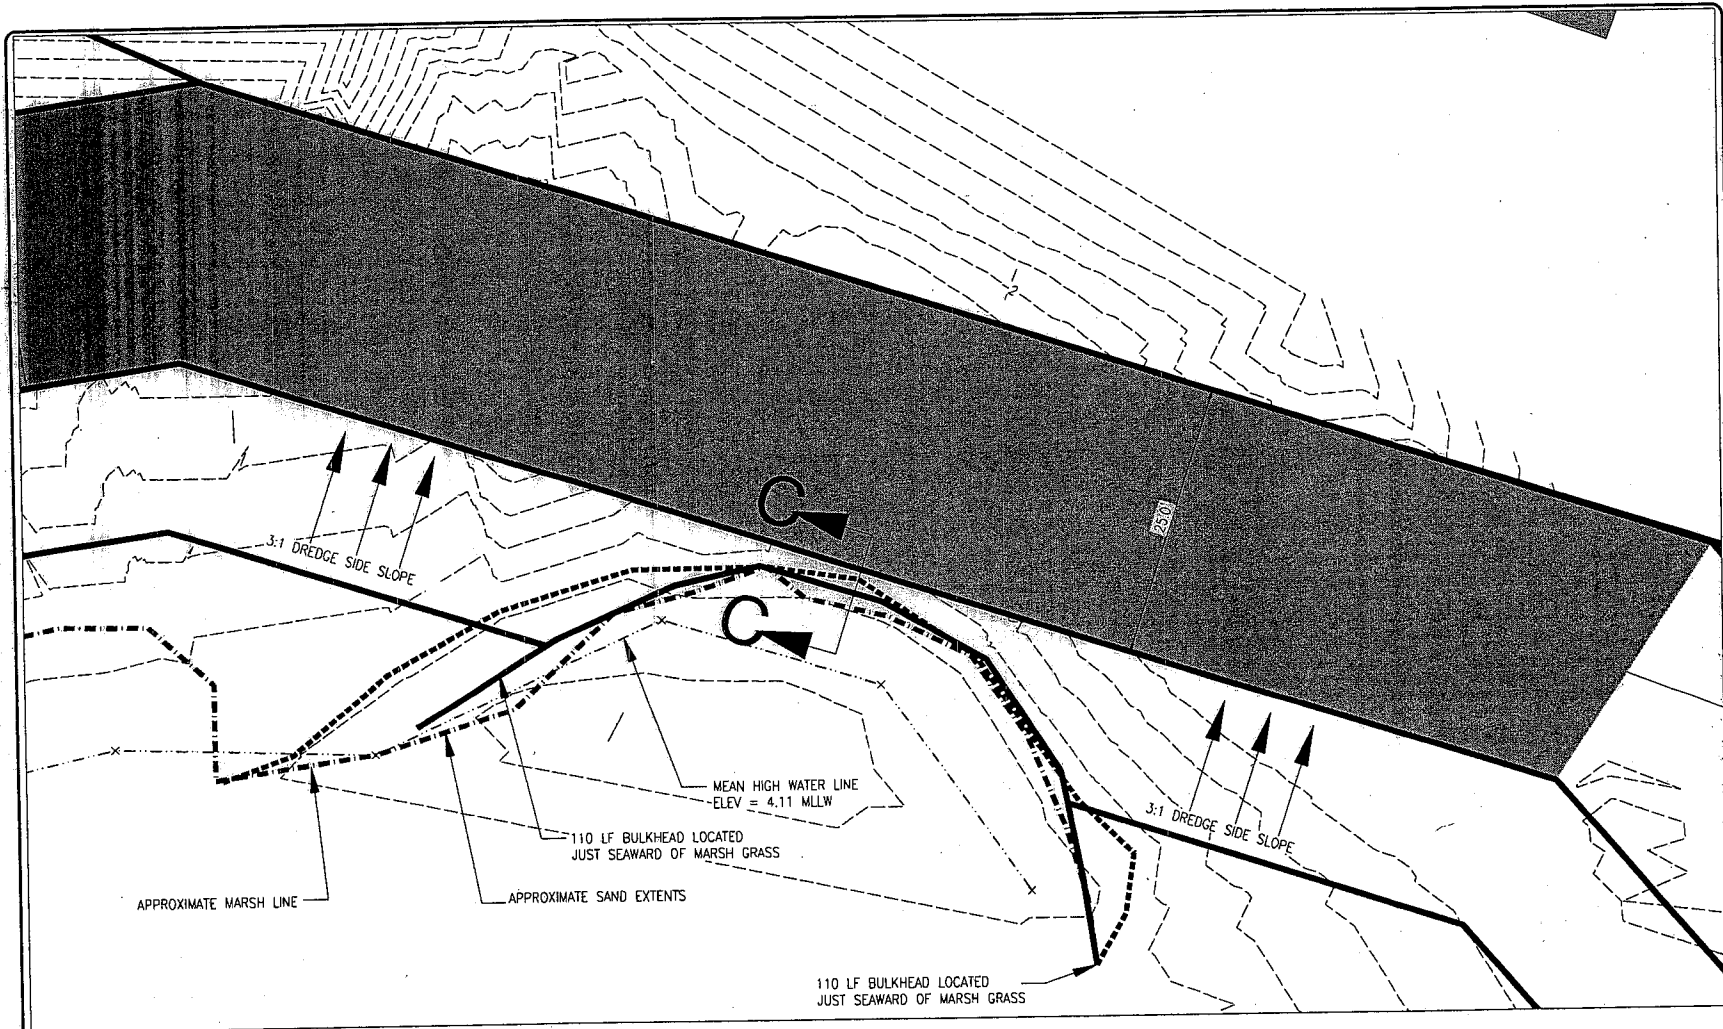 -2
C
25.0'
3:1 DREDGE SIDE SLOPE
C
MEAN HIGH WATER LINE
ELEV = 4.11 MLLW
3:1 DREDGE SIDE SLOPE
110 LF BULKHEAD LOCATED
JUST SEAWARD OF MARSH GRASS
APPROXIMATE MARSH LINE
APPROXIMATE SAND EXTENTS
110 LF BULKHEAD LOCATED
JUST SEAWARD OF MARSH GRASS